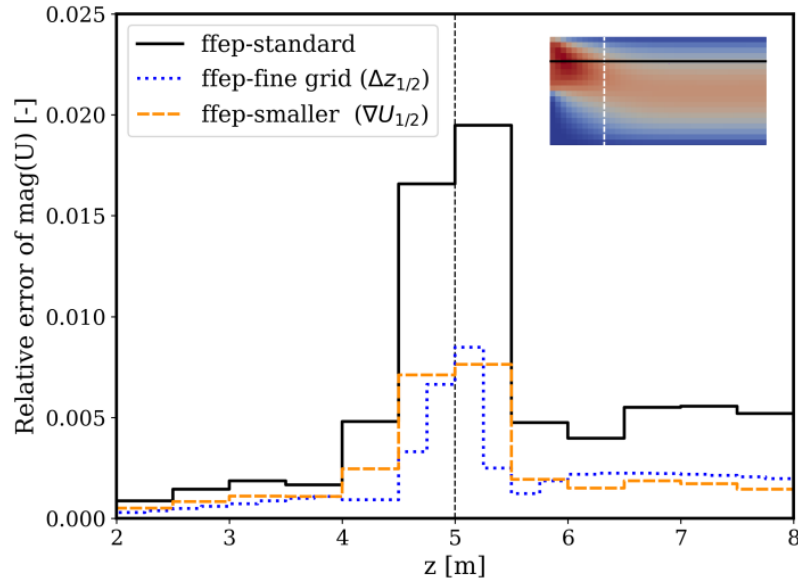 0.025
0.020
0.015
0.010
0.005
0.000
Relative error of mag(U) [-]
ffep-standard
ffep-fine grid (Δz₁/₂)
ffep-smaller (∇U₁/₂)
2 3 4 5 6 7 8
z [m]